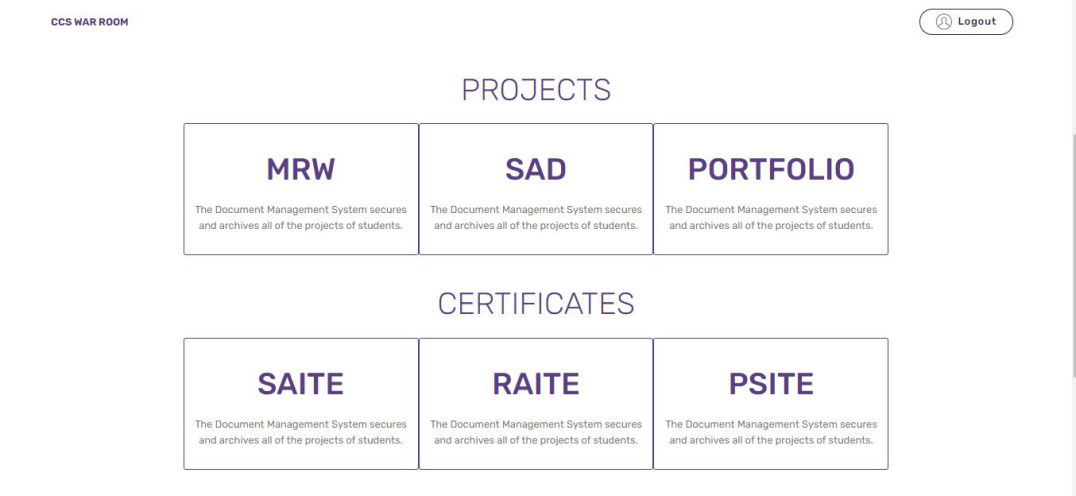 CCS WAR ROOM
Logout
PROJECTS
MRW
The Document Management System secures
and archives all of the projects of students.
SAD
The Document Management System secures
and archives all of the projects of students.
PORTFOLIO
The Document Management System secures
and archives all of the projects of students.
CERTIFICATES
SAITE
The Document Management System secures
and archives all of the projects of students.
RAITE
The Document Management System secures
and archives all of the projects of students.
PSITE
The Document Management System secures
and archives all of the projects of students.